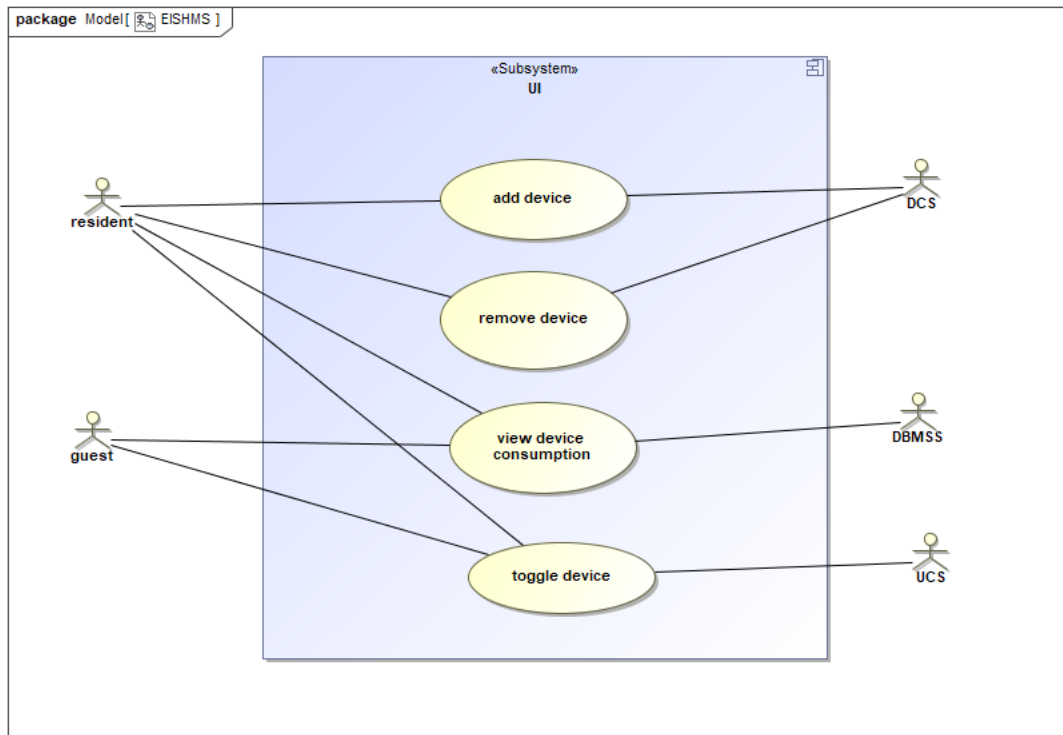 package Model[ EISHMS ]
«Subsystem»
UI
add device
DCS
resident
remove device
view device
consumption
DBMSS
guest
toggle device
UCS